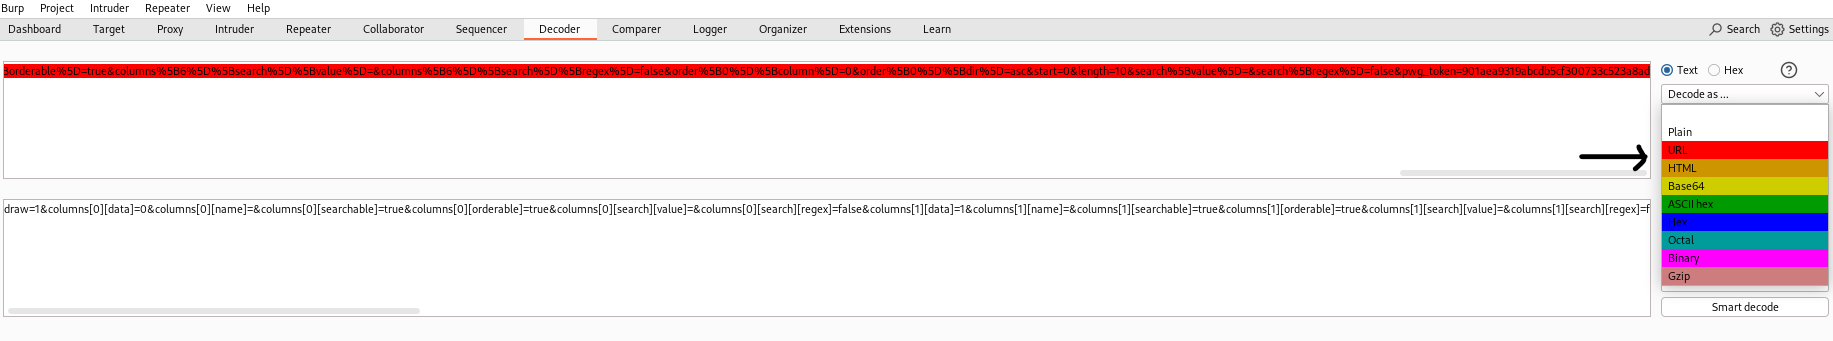 Burp Project Intruder Repeater View Help
Dashboard Target Proxy Intruder Repeater Collaborator Sequencer Decoder Comparer Logger Organizer Extensions Learn Search Settings
3orderable%5D=true&columns%5B6%5D%5Bsearch%5D%5Bvalue%5D=&columns%5B6%5D%5Bsearch%5D%5Bregex%5D=false&order%5B0%5D%5Bcolumn%5D=0&order%5B0%5D%5Bdir%5D=asc&start=0&length=10&search%5Bvalue%5D=&search%5Bregex%5D=false&pwg_token=901aea9319abcdb5cf300733c523a8ad
Text Hex ?
Decode as ...
Plain
URL
HTML
Base64
ASCII hex
Hex
Octal
Binary
Gzip
draw=1&columns[0][data]=0&columns[0][name]=&columns[0][searchable]=true&columns[0][orderable]=true&columns[0][search][value]=&columns[0][search][regex]=false&columns[1][data]=1&columns[1][name]=&columns[1][searchable]=true&columns[1][orderable]=true&columns[1][search][value]=&columns[1][search][regex]=f
Smart decode